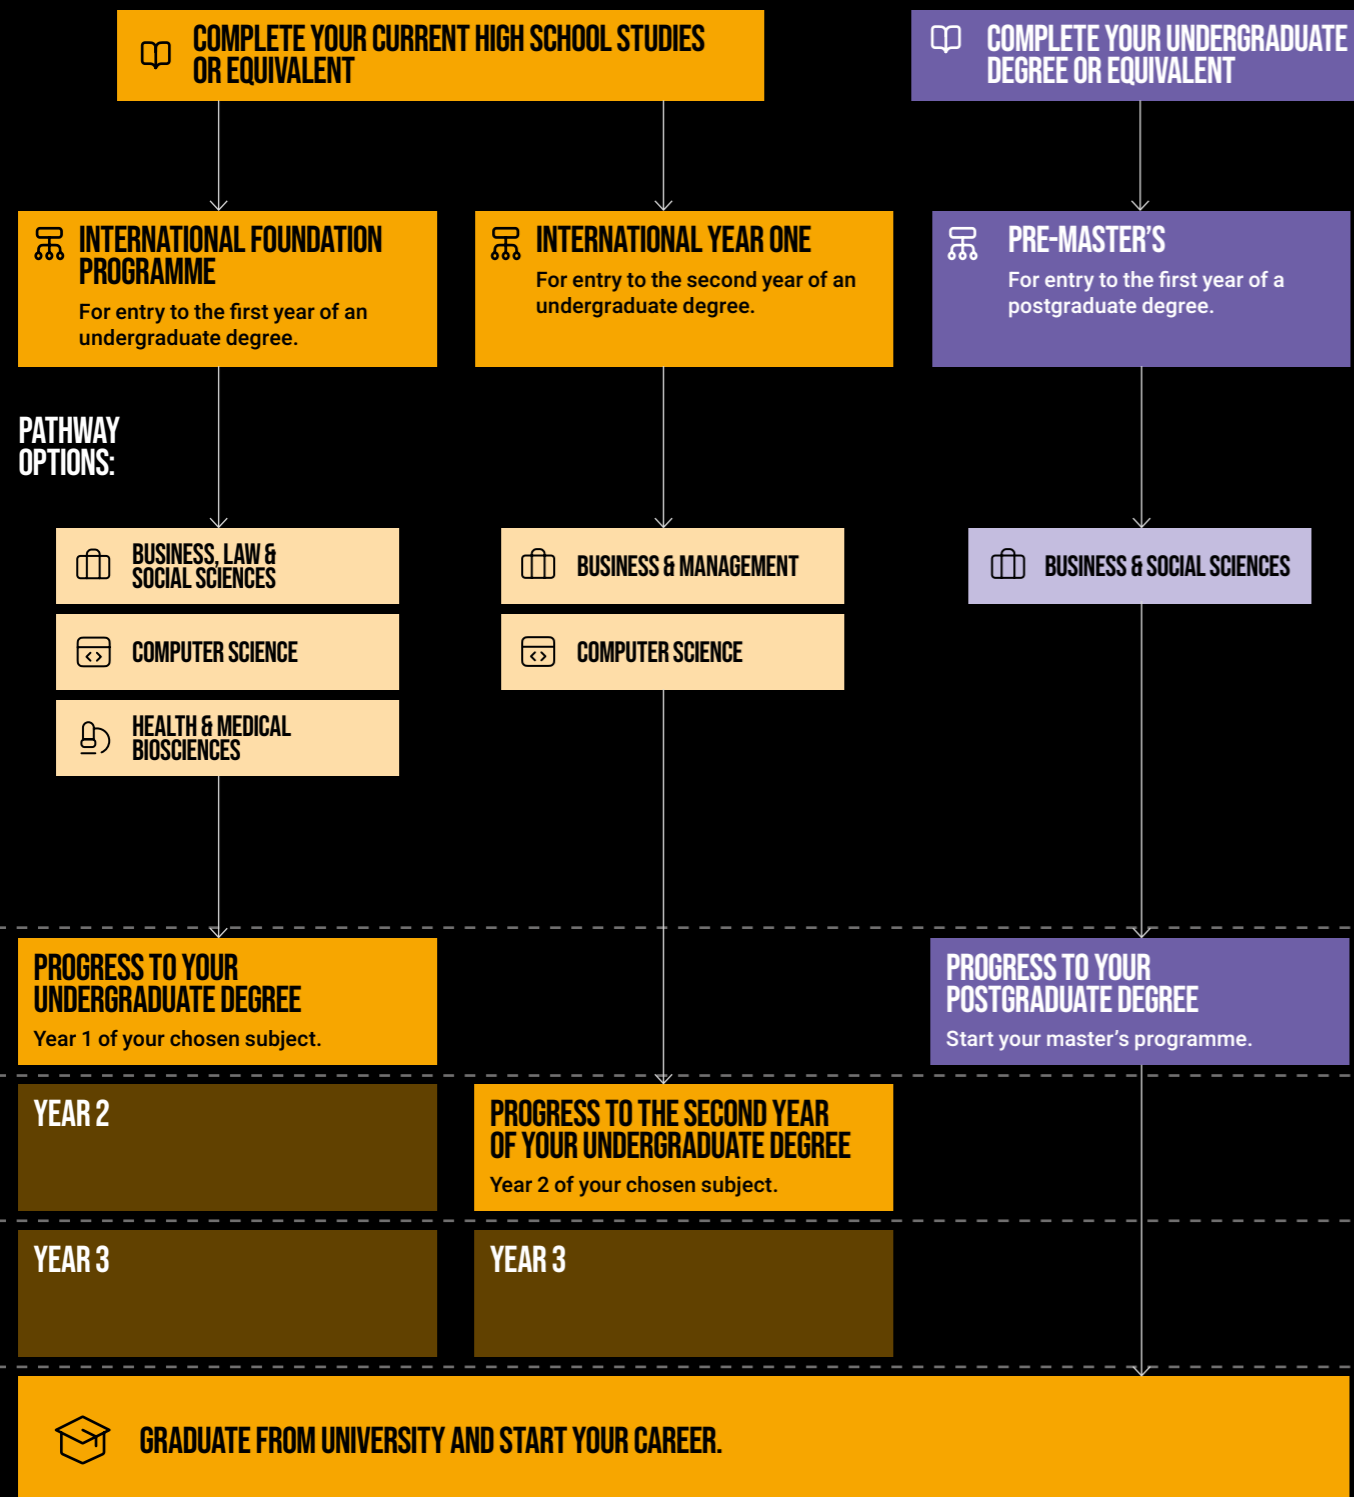 COMPLETE YOUR CURRENT HIGH SCHOOL STUDIES
OR EQUIVALENT
COMPLETE YOUR UNDERGRADUATE
DEGREE OR EQUIVALENT
INTERNATIONAL FOUNDATION
PROGRAMME
For entry to the first year of an
undergraduate degree.
INTERNATIONAL YEAR ONE
For entry to the second year of an
undergraduate degree.
PRE-MASTER'S
For entry to the first year of a
postgraduate degree.
PATHWAY
OPTIONS:
BUSINESS, LAW &
SOCIAL SCIENCES
COMPUTER SCIENCE
HEALTH & MEDICAL
BIOSCIENCES
BUSINESS & MANAGEMENT
COMPUTER SCIENCE
BUSINESS & SOCIAL SCIENCES
PROGRESS TO YOUR
UNDERGRADUATE DEGREE
Year 1 of your chosen subject.
PROGRESS TO YOUR
POSTGRADUATE DEGREE
Start your master's programme.
YEAR 2
PROGRESS TO THE SECOND YEAR
OF YOUR UNDERGRADUATE DEGREE
Year 2 of your chosen subject.
YEAR 3
YEAR 3
GRADUATE FROM UNIVERSITY AND START YOUR CAREER.